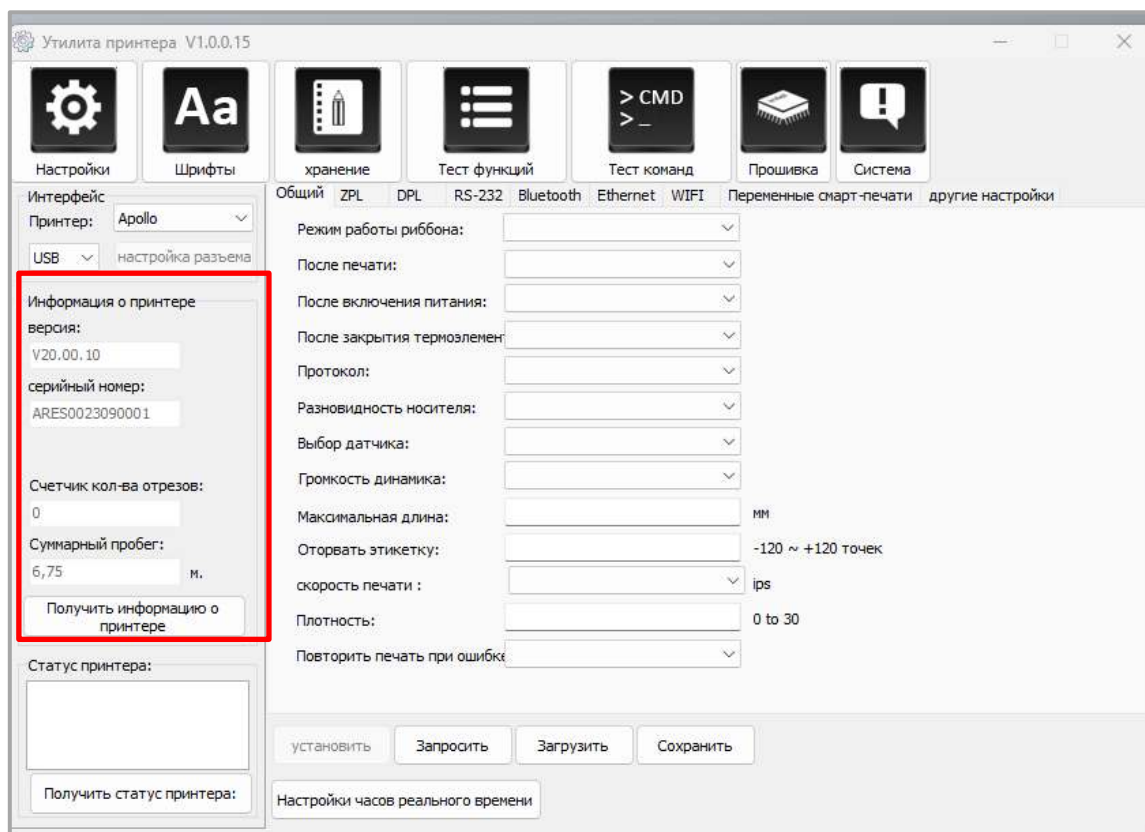 Утилита принтера V1.0.0.15
Aa
> CMD
>_
Настройки Шрифты хранение Тест функций Тест команд Прошивка Система
Интерфейс
Принтер: Apollo
USB настройка разъема
Информация о принтере
версия:
V20.00.10
серийный номер:
ARES0023090001
Счетчик кол-ва отрезов:
0
Суммарный пробег:
6,75 м.
Получить информацию о
принтере
Статус принтера:
Получить статус принтера:
Общий ZPL DPL RS-232 Bluetooth Ethernet WIFI Переменные смарт-печати другие настройки
Режим работы риббона:
После печати:
После включения питания:
После закрытия термоэлемент
Протокол:
Разновидность носителя:
Выбор датчика:
Громкость динамика:
Максимальная длина: мм
Оторвать этикетку: -120 ~ +120 точек
скорость печати : ips
Плотность: 0 to 30
Повторить печать при ошибке
установить Запросить Загрузить Сохранить
Настройки часов реального времени